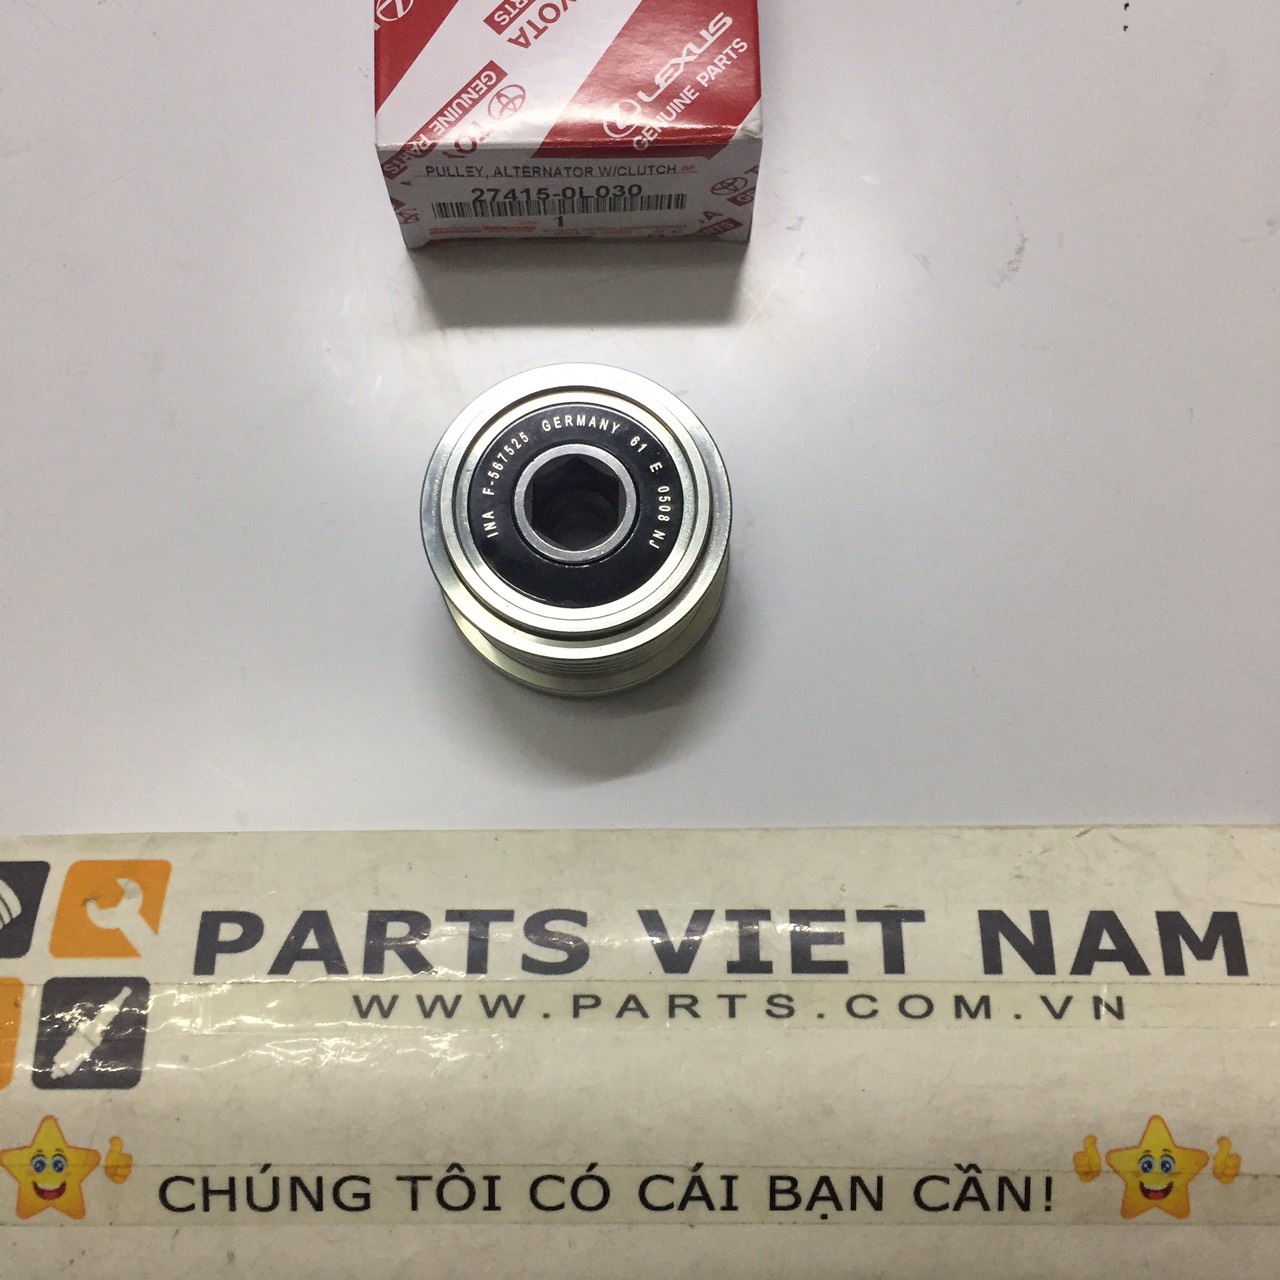 TOYOTA
PARTS
LEXUS
GENUINE PARTS
GENUINE PARTS
PULLEY, ALTERNATOR W/CLUTCH
27415-0L030
1
INA F-567525 GERMANY 61 E 0508 NJ
PARTS VIET NAM
WWW.PARTS.COM.VN
CHÚNG TÔI CÓ CÁI BẠN CẦN!